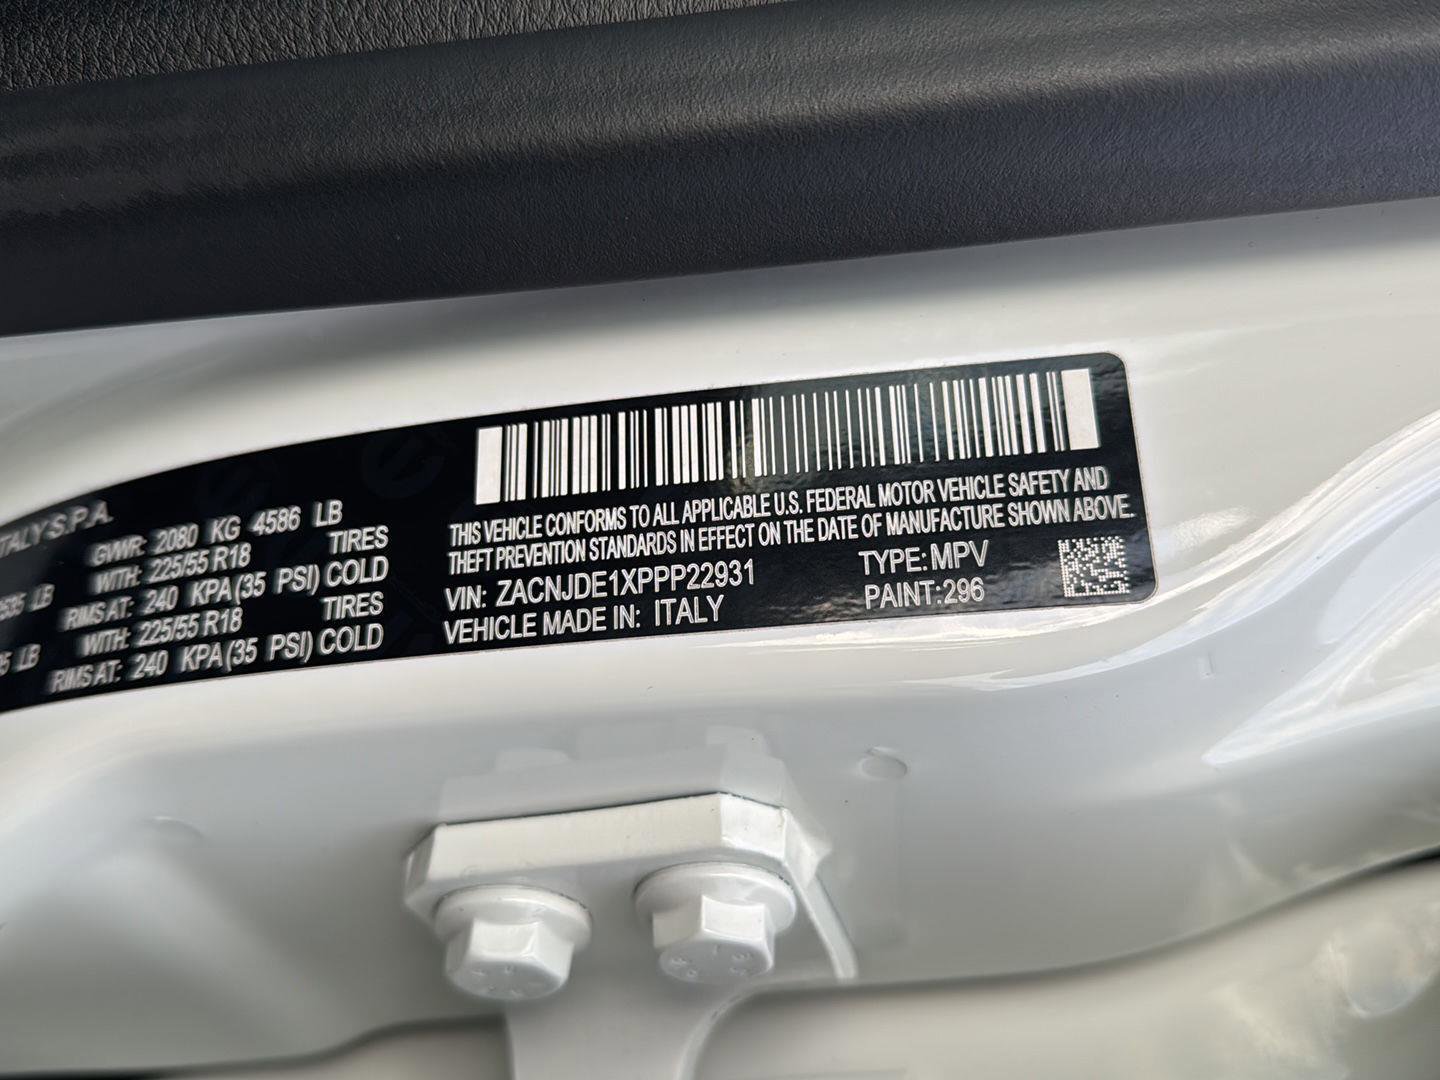 ITALY S.P.A.
GVWR: 2080 KG 4586 LB
WITH: 225/55 R18 TIRES
RIMS AT: 240 KPA (35 PSI) COLD
WITH: 225/55 R18 TIRES
RIMS AT: 240 KPA (35 PSI) COLD
THIS VEHICLE CONFORMS TO ALL APPLICABLE U.S. FEDERAL MOTOR VEHICLE SAFETY AND
THEFT PREVENTION STANDARDS IN EFFECT ON THE DATE OF MANUFACTURE SHOWN ABOVE.
VIN: ZACNJDE1XPPP22931 TYPE: MPV
VEHICLE MADE IN: ITALY PAINT: 296